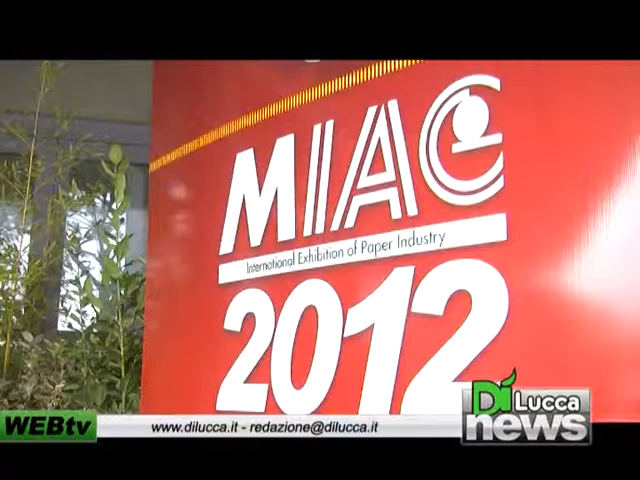 MIAC
International Exhibition of Paper Industry
2012
WEBtv
www.dilucca.it - redazione@dilucca.it
Di Lucca
news